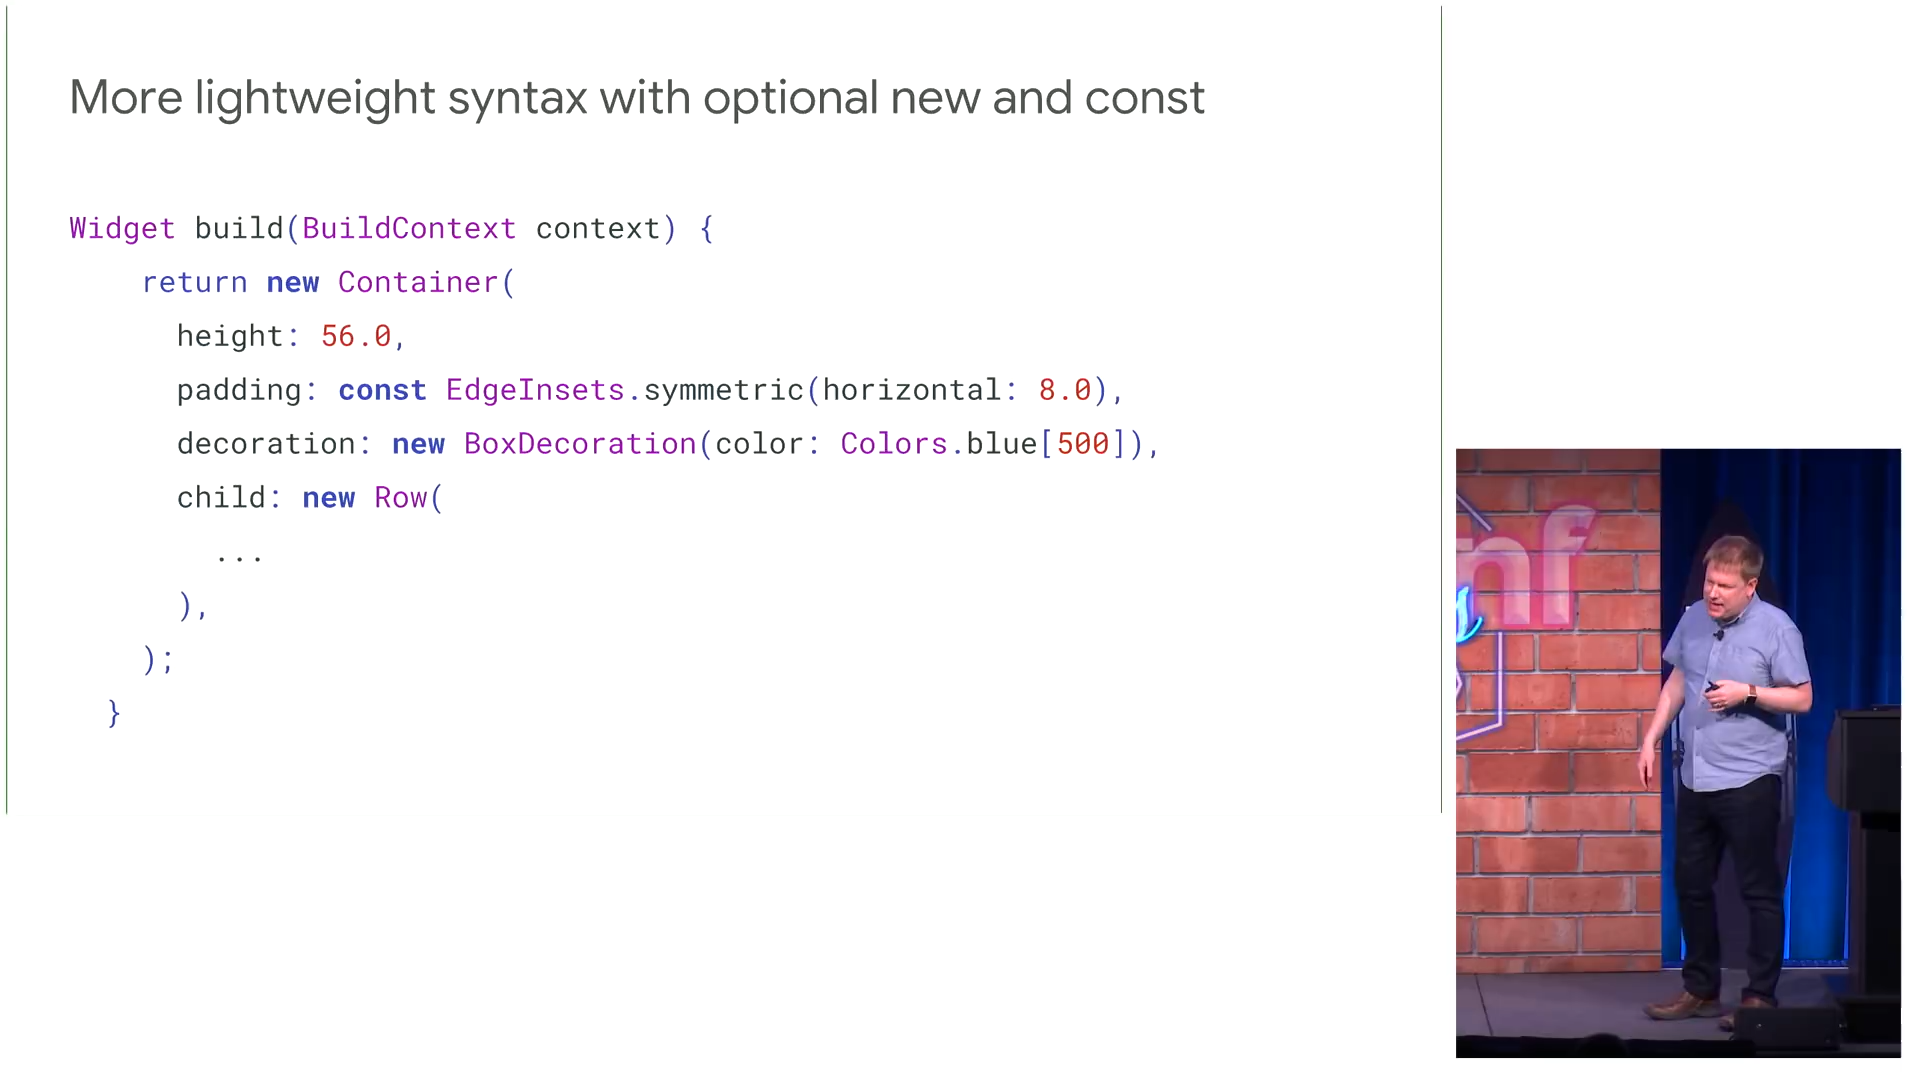 More lightweight syntax with optional new and const
Widget build(BuildContext context) {
return new Container(
height: 56.0,
padding: const EdgeInsets.symmetric(horizontal: 8.0),
decoration: new BoxDecoration(color: Colors.blue[500]),
child: new Row(
...
),
);
}
nf